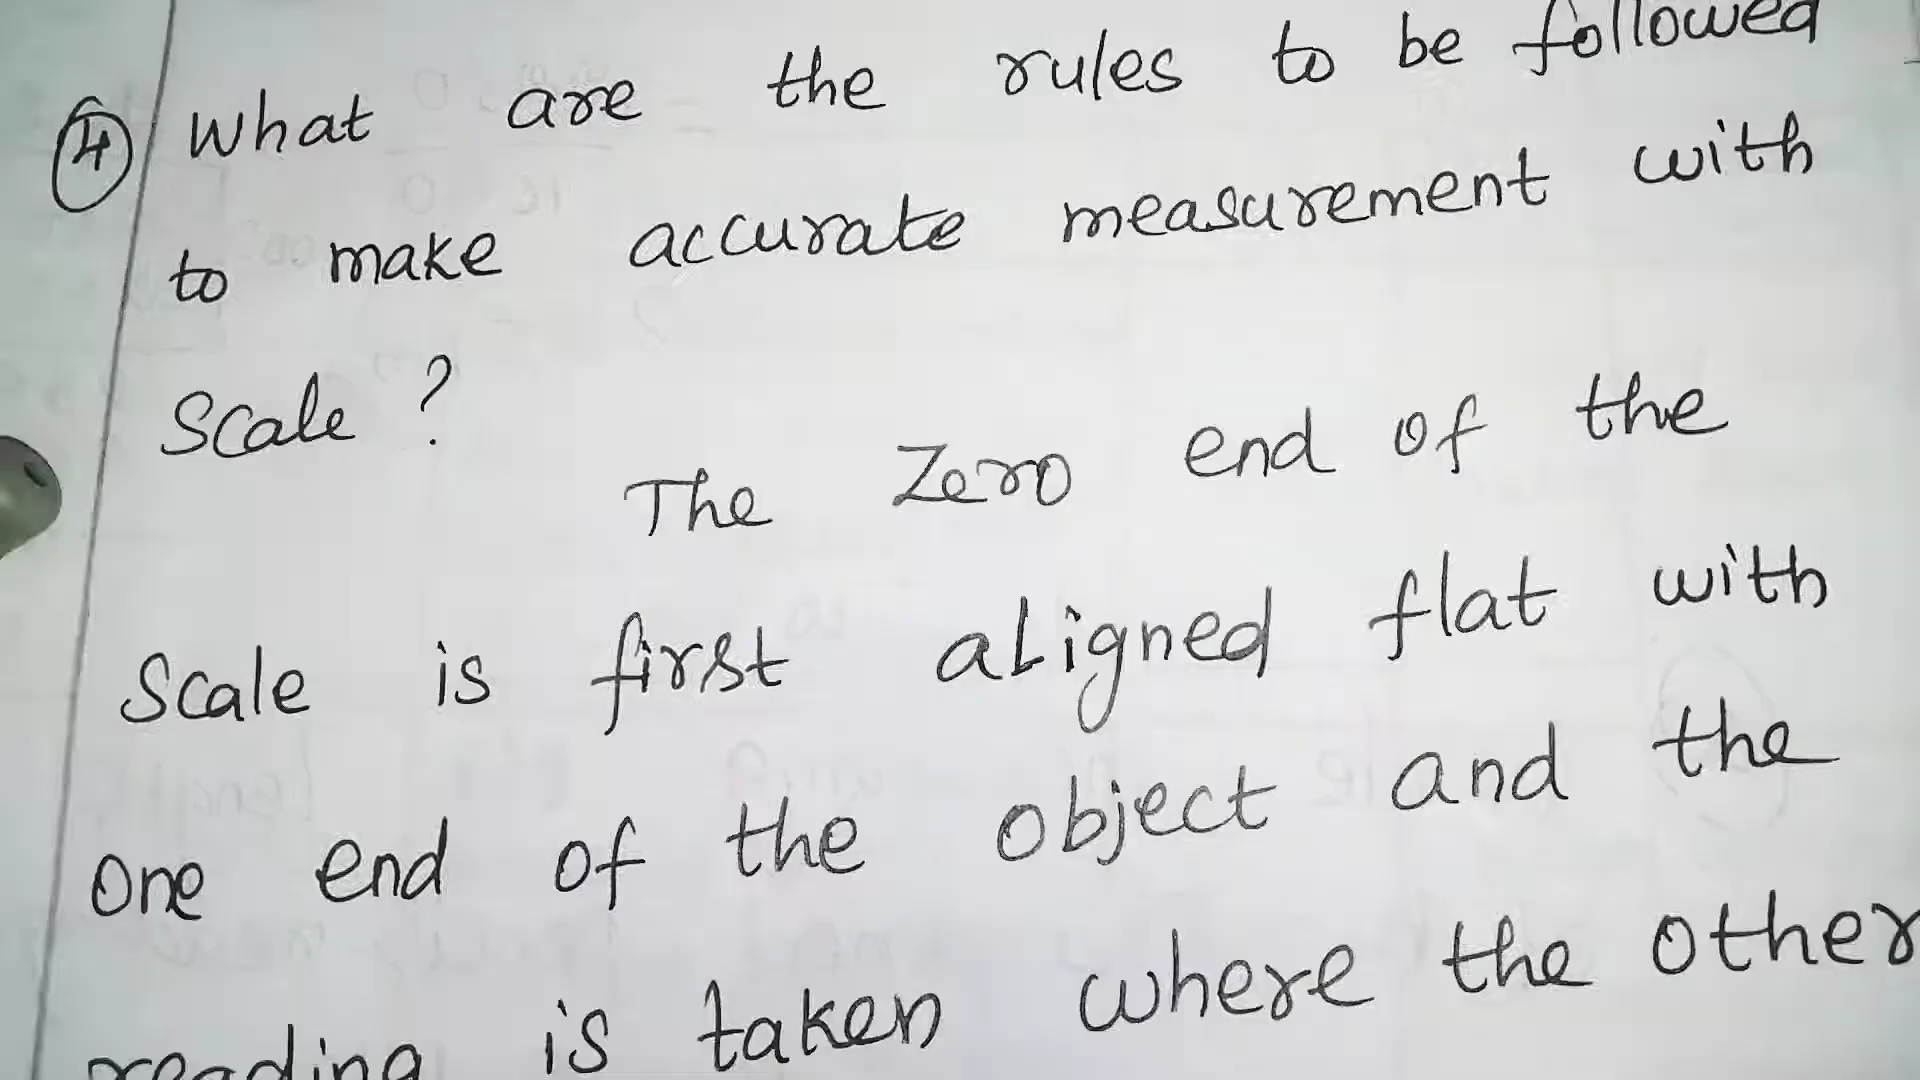 4 What are the rules to be followed
to make accurate measurement with
Scale ?
The Zero end of the
Scale is first aligned flat with
One end of the object and the
reading is taken where the other